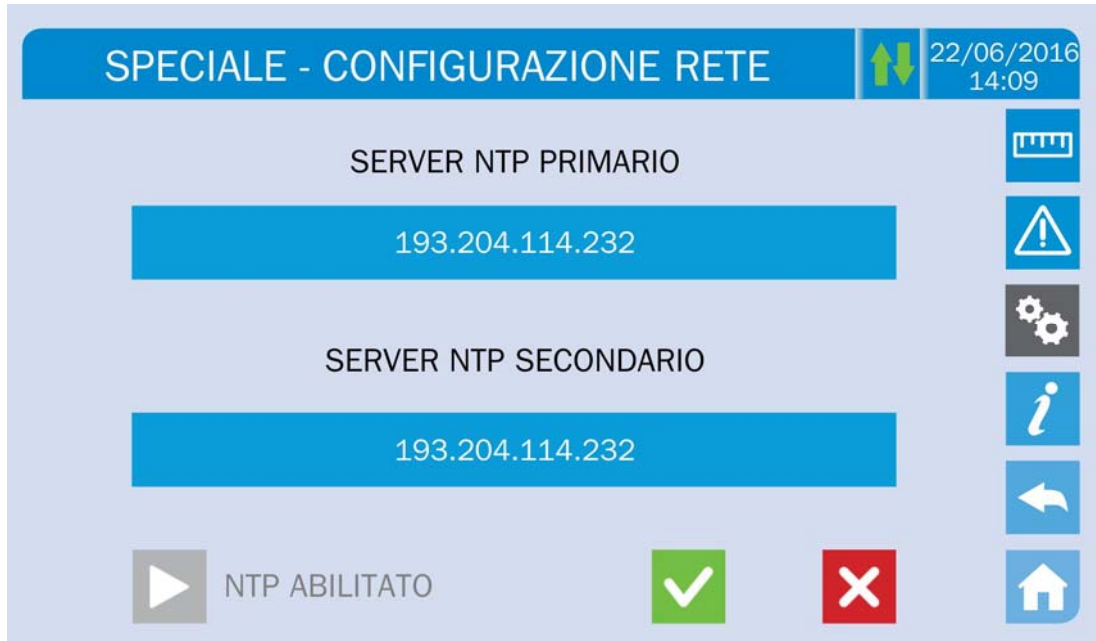 SPECIALE - CONFIGURAZIONE RETE
22/06/2016
14:09
SERVER NTP PRIMARIO
193.204.114.232
SERVER NTP SECONDARIO
193.204.114.232
NTP ABILITATO